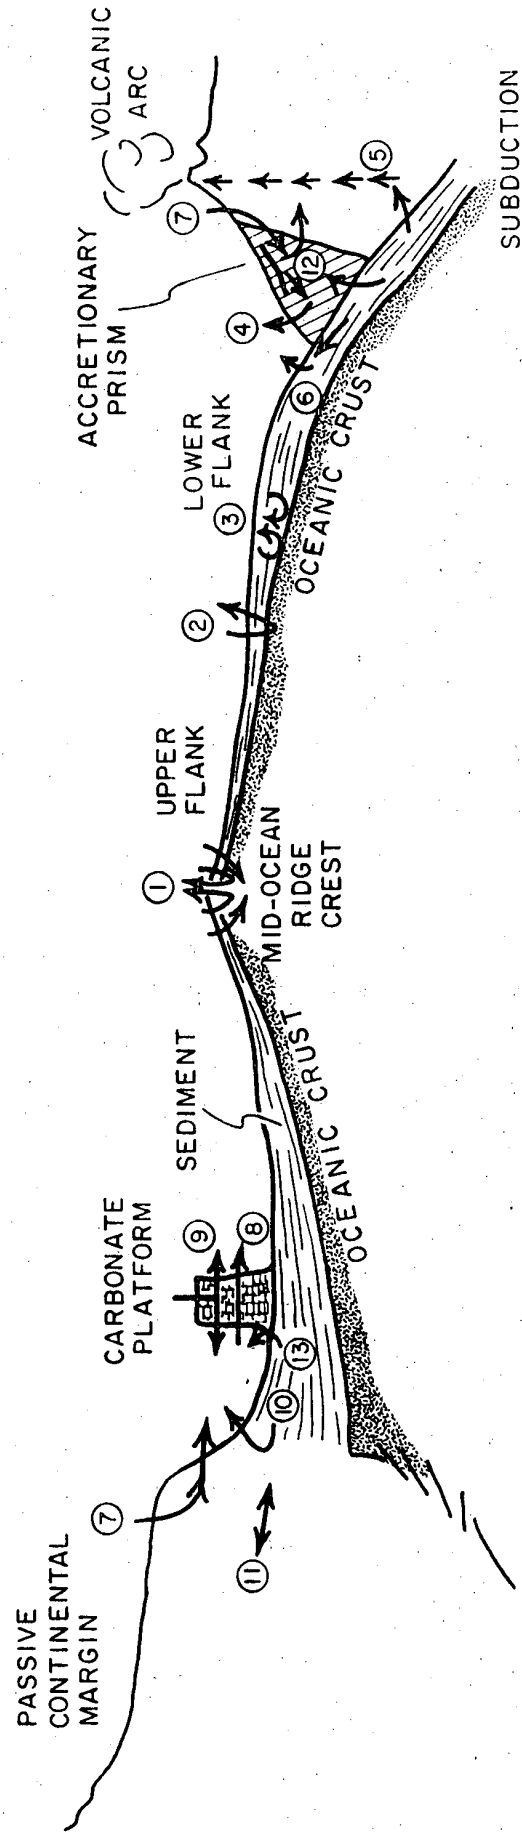 PASSIVE
CONTINENTAL
MARGIN
⑦
⑪
⑩
⑬
CARBONATE
PLATFORM
⑨
⑧
SEDIMENT
OCEANIC CRUST
①
MID-OCEAN
RIDGE
CREST
UPPER
FLANK
②
③
LOWER
FLANK
OCEANIC CRUST
⑥
ACCRETIONARY
PRISM
④
⑫
⑦
⑤
VOLCANIC
ARC
SUBDUCTION